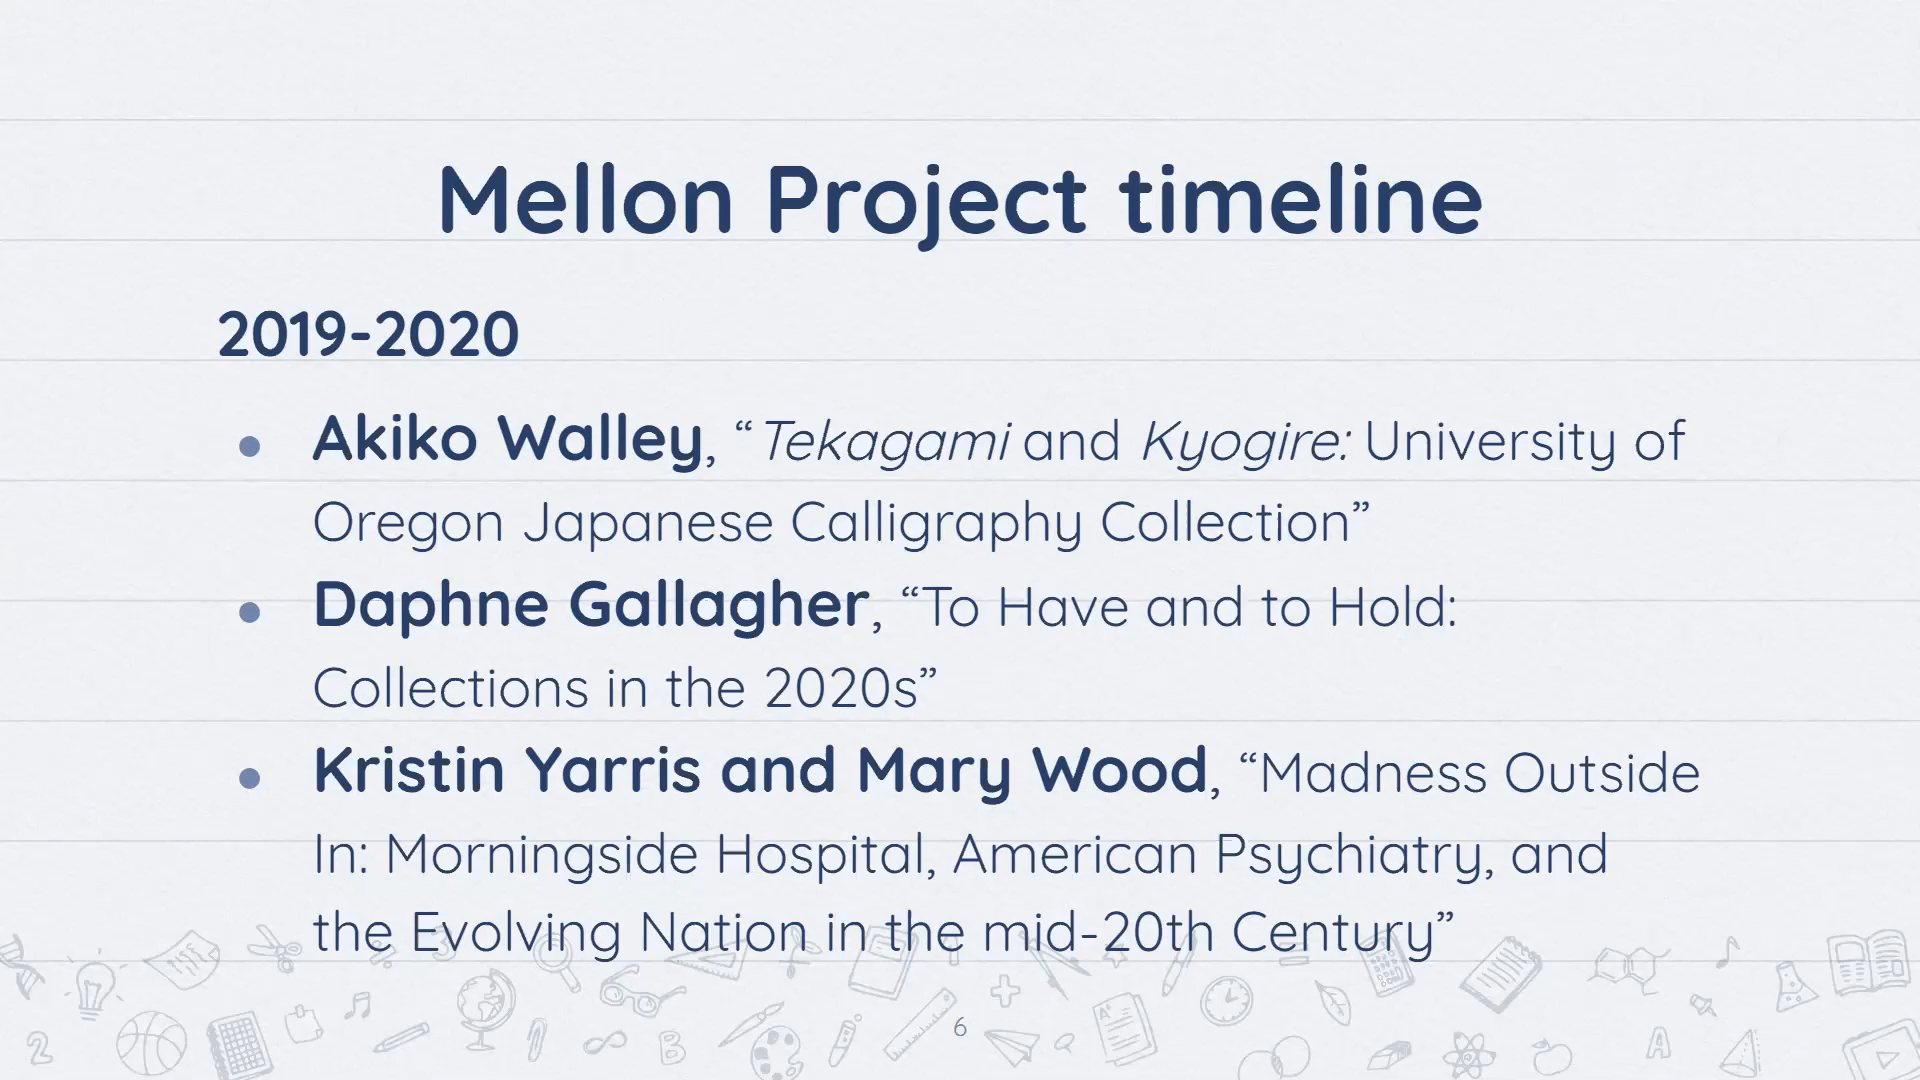 Mellon Project timeline
2019-2020
● Akiko Walley, “Tekagami and Kyogire: University of
Oregon Japanese Calligraphy Collection”
● Daphne Gallagher, “To Have and to Hold:
Collections in the 2020s”
● Kristin Yarris and Mary Wood, “Madness Outside
In: Morningside Hospital, American Psychiatry, and
the Evolving Nation in the mid-20th Century”
6